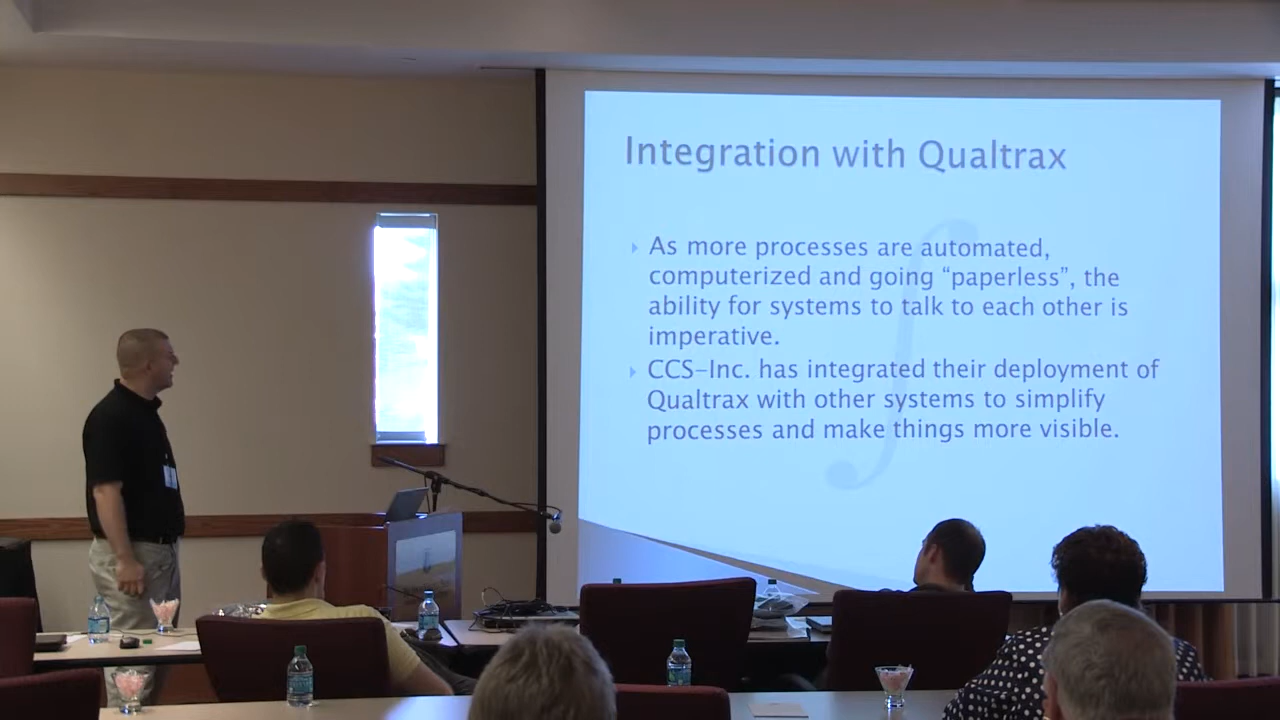 Integration with Qualtrax
As more processes are automated,
computerized and going “paperless”, the
ability for systems to talk to each other is
imperative.
CCS-Inc. has integrated their deployment of
Qualtrax with other systems to simplify
processes and make things more visible.